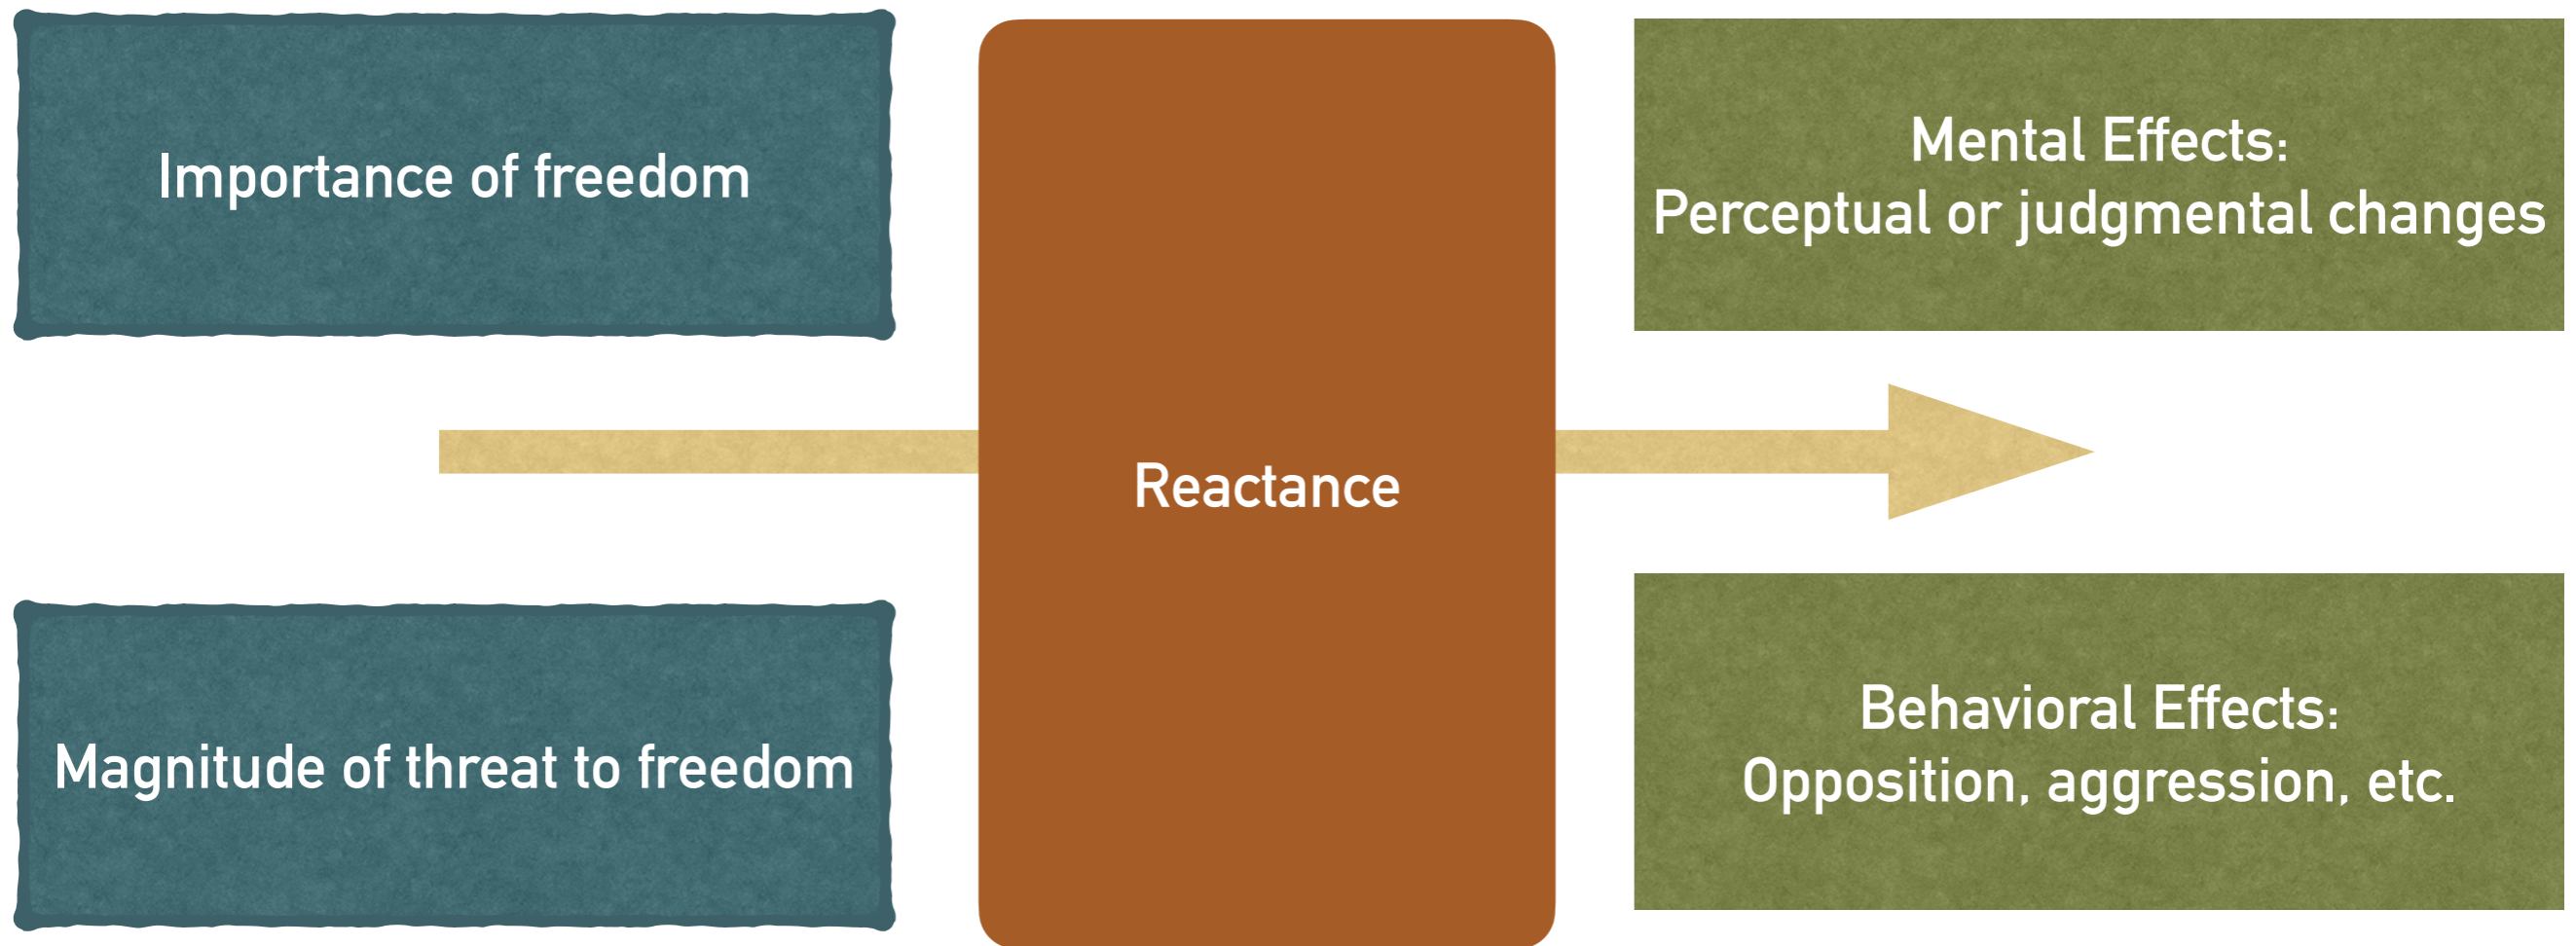 Importance of freedom
Magnitude of threat to freedom
Reactance
Mental Effects:
Perceptual or judgmental changes
Behavioral Effects:
Opposition, aggression, etc.